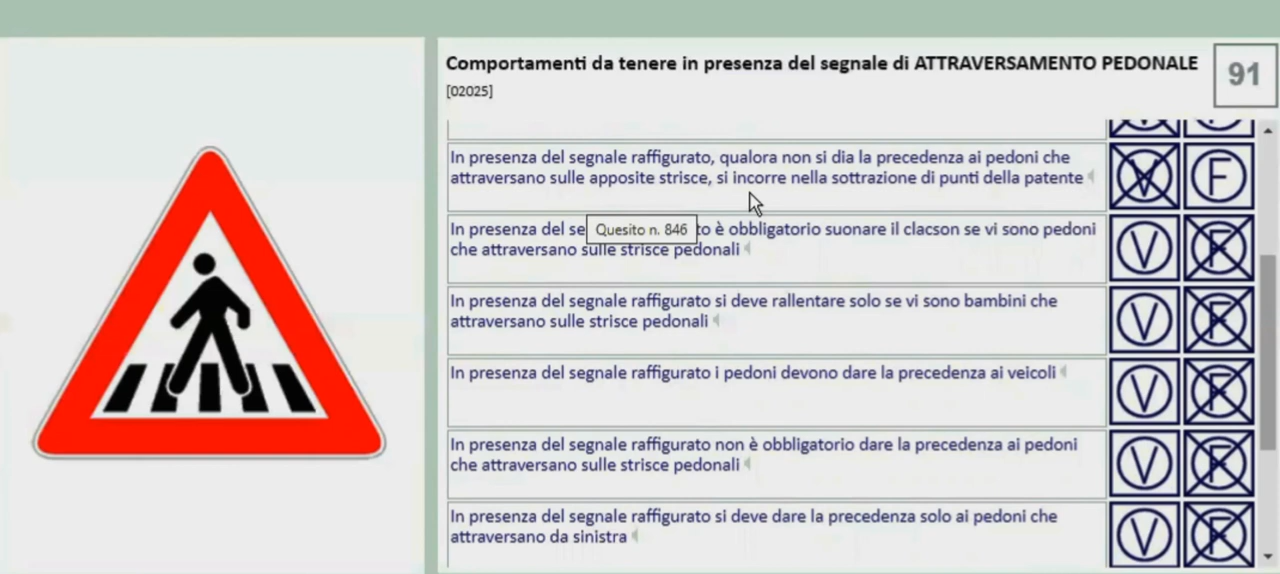 Comportamenti da tenere in presenza del segnale di ATTRAVERSAMENTO PEDONALE
91
[02025]
In presenza del segnale raffigurato, qualora non si dia la precedenza ai pedoni che
attraversano sulle apposite strisce, si incorre nella sottrazione di punti della patente
V F
In presenza del se
Quesito n. 846
to è obbligatorio suonare il clacson se vi sono pedoni
che attraversano sulle strisce pedonali
V F
In presenza del segnale raffigurato si deve rallentare solo se vi sono bambini che
attraversano sulle strisce pedonali
V F
In presenza del segnale raffigurato i pedoni devono dare la precedenza ai veicoli
V F
In presenza del segnale raffigurato non è obbligatorio dare la precedenza ai pedoni
che attraversano sulle strisce pedonali
V F
In presenza del segnale raffigurato si deve dare la precedenza solo ai pedoni che
attraversano da sinistra
V F